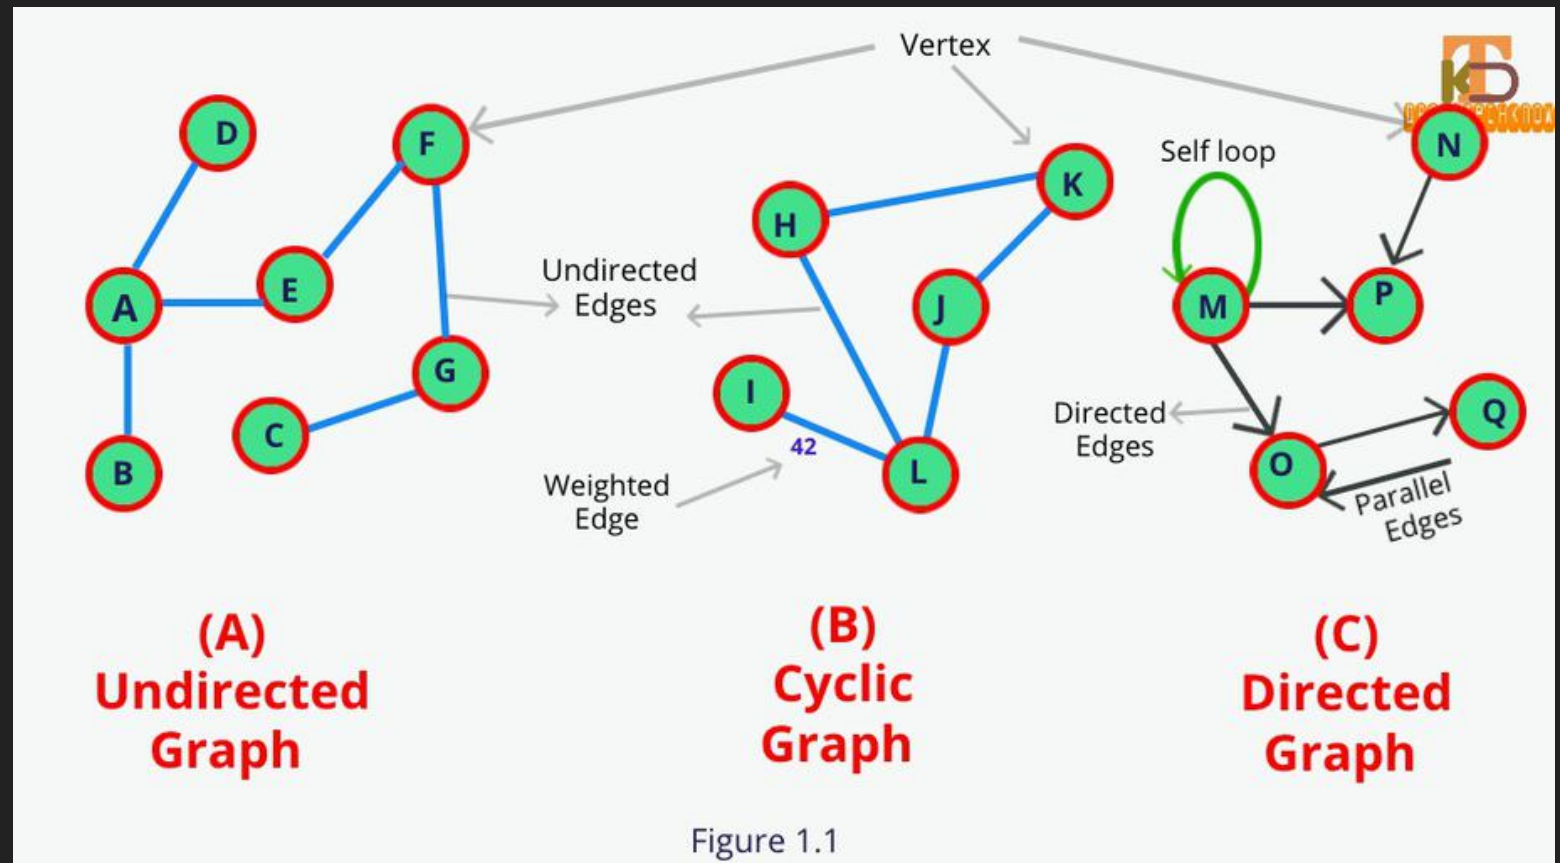 Vertex
D
F
N
Self loop
K
H
Undirected
Edges
E
A
J
M
P
G
I
C
B
42
L
Weighted
Edge
Directed
Edges
Q
O
Parallel
Edges
(A)
Undirected
Graph
(B)
Cyclic
Graph
(C)
Directed
Graph
Figure 1.1